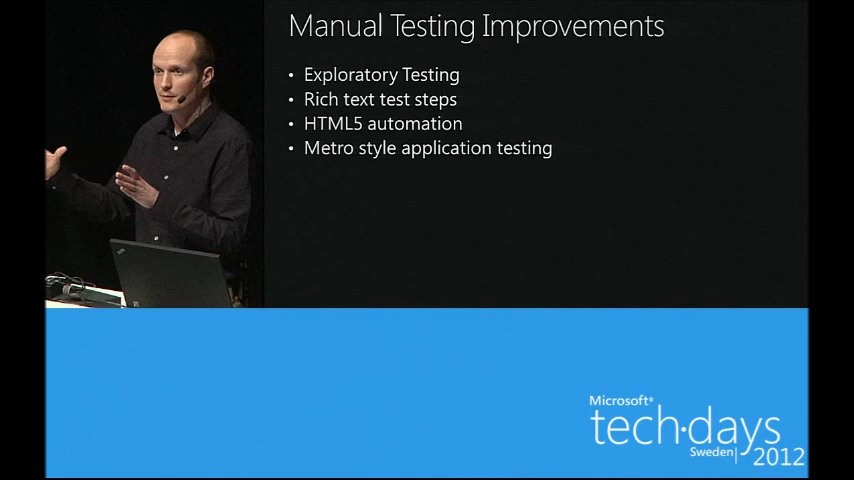 Manual Testing Improvements
• Exploratory Testing
• Rich text test steps
• HTML5 automation
• Metro style application testing
Microsoft®
tech·days
Sweden|
2012